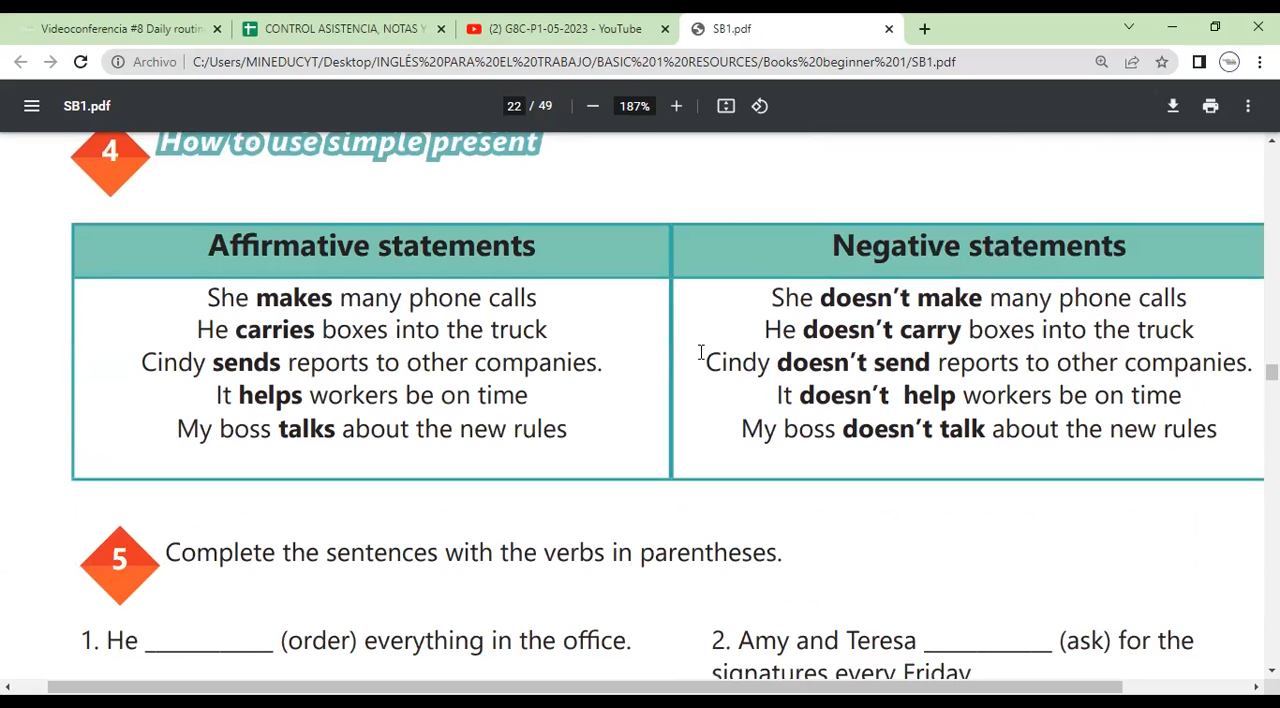 Videoconferencia #8 Daily routin
CONTROL ASISTENCIA, NOTAS Y
(2) G8C-P1-05-2023 - YouTube
SB1.pdf
Archivo
C:/Users/MINEDUCYT/Desktop/INGLÉS%20PARA%20EL%20TRABAJO/BASIC%201%20RESOURCES/Books%20beginner%201/SB1.pdf
SB1.pdf
22 / 49
187%
4
How to use simple present
Affirmative statements
She makes many phone calls
He carries boxes into the truck
Cindy sends reports to other companies.
It helps workers be on time
My boss talks about the new rules
Negative statements
She doesn't make many phone calls
He doesn't carry boxes into the truck
Cindy doesn't send reports to other companies.
It doesn't  help workers be on time
My boss doesn't talk about the new rules
5
Complete the sentences with the verbs in parentheses.
1. He __________ (order) everything in the office.
2. Amy and Teresa __________ (ask) for the
signatures every Friday